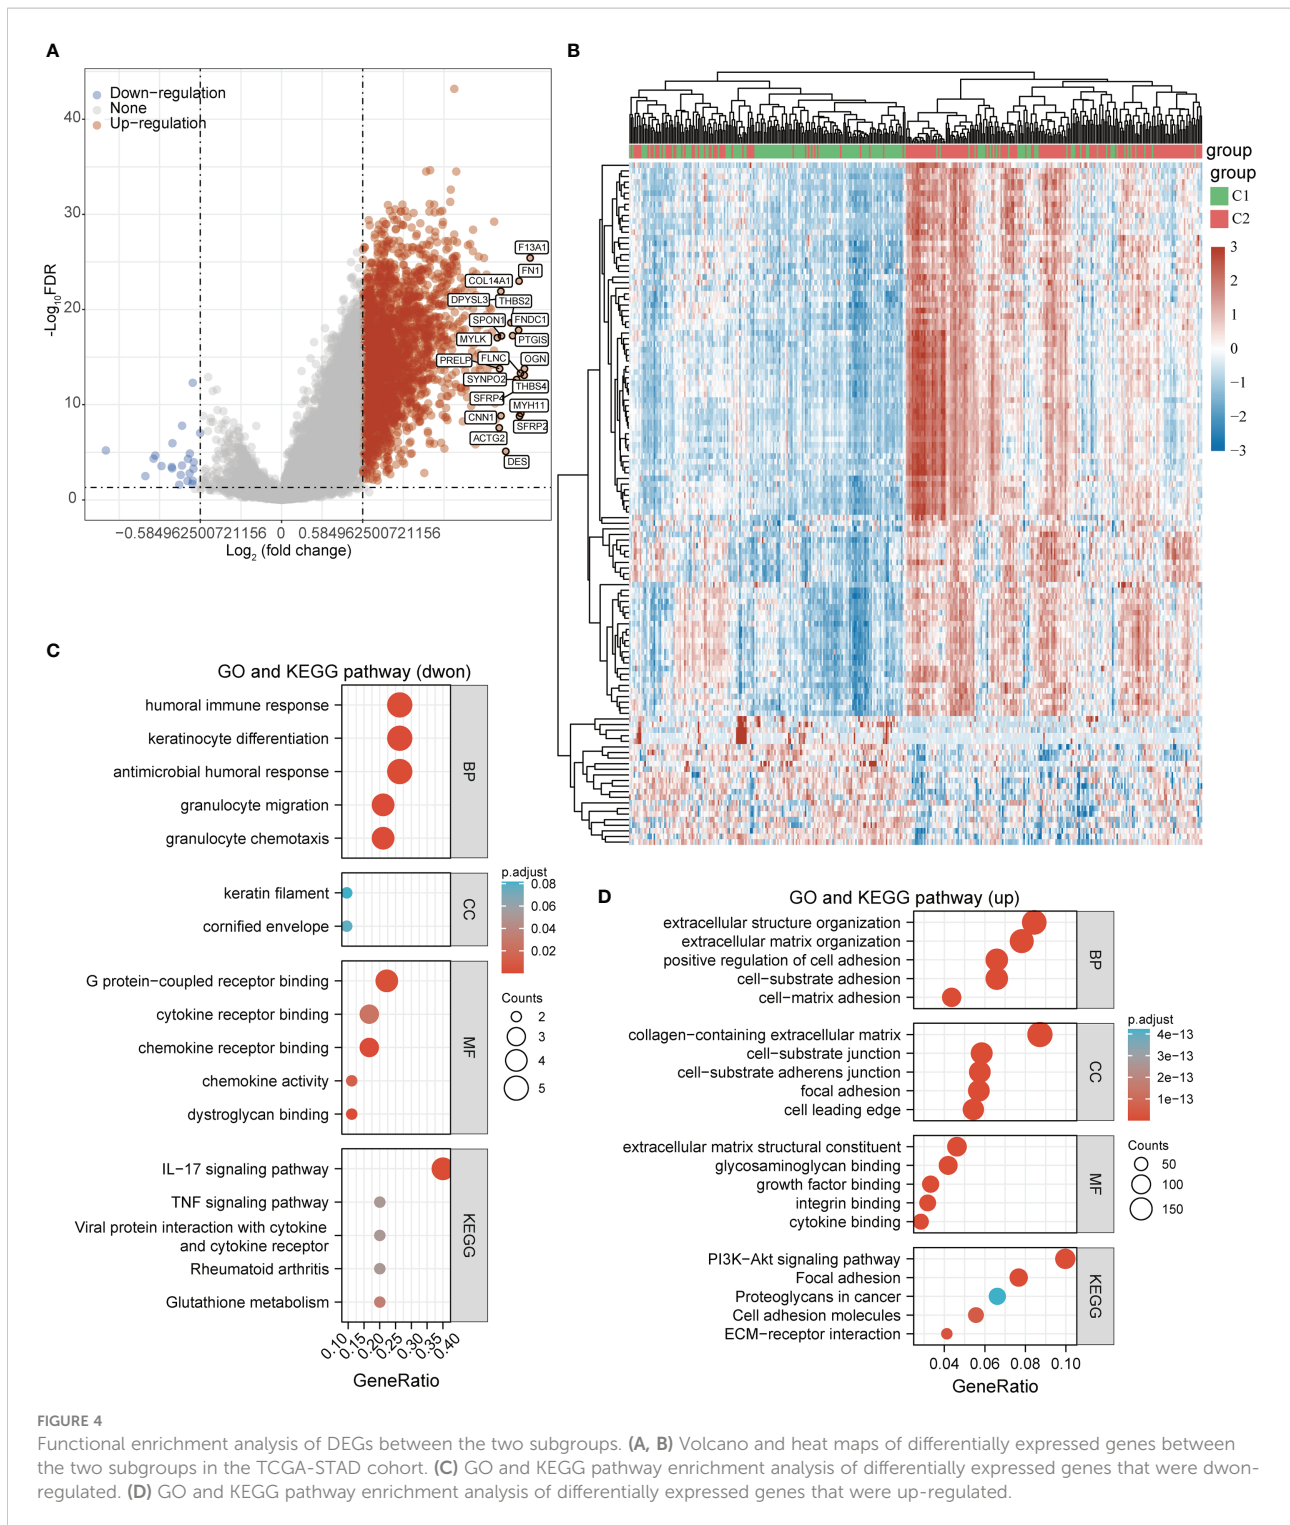 A
Down-regulation
None
Up-regulation
40
30
20
10
0
-Log10FDR
F13A1
FN1
COL14A1
DPYSL3
THBS2
SPON1
FNDC1
MYLK
PTGIS
PRELP
FLNC
OGN
SYNPO2
THBS4
SFRP4
MYH11
CNN1
SFRP2
ACTG2
DES
−0.5849625007211156
0
0.5849625007211156
Log2 (fold change)
B
group
group
C1
C2
3
2
1
0
−1
−2
−3
C
GO and KEGG pathway (dwon)
humoral immune response
keratinocyte differentiation
antimicrobial humoral response
granulocyte migration
granulocyte chemotaxis
BP
keratin filament
cornified envelope
CC
G protein−coupled receptor binding
cytokine receptor binding
chemokine receptor binding
chemokine activity
dystroglycan binding
MF
IL−17 signaling pathway
TNF signaling pathway
Viral protein interaction with cytokine
and cytokine receptor
Rheumatoid arthritis
Glutathione metabolism
KEGG
0.10
0.15
0.20
0.25
0.30
0.35
0.40
GeneRatio
p.adjust
0.08
0.06
0.04
0.02
Counts
2
3
4
5
D
GO and KEGG pathway (up)
extracellular structure organization
extracellular matrix organization
positive regulation of cell adhesion
cell−substrate adhesion
cell−matrix adhesion
BP
collagen−containing extracellular matrix
cell−substrate junction
cell−substrate adherens junction
focal adhesion
cell leading edge
CC
extracellular matrix structural constituent
glycosaminoglycan binding
growth factor binding
integrin binding
cytokine binding
MF
PI3K−Akt signaling pathway
Focal adhesion
Proteoglycans in cancer
Cell adhesion molecules
ECM−receptor interaction
KEGG
0.04
0.06
0.08
0.10
GeneRatio
p.adjust
4e−13
3e−13
2e−13
1e−13
Counts
50
100
150
FIGURE 4
Functional enrichment analysis of DEGs between the two subgroups. (A, B) Volcano and heat maps of differentially expressed genes between
the two subgroups in the TCGA-STAD cohort. (C) GO and KEGG pathway enrichment analysis of differentially expressed genes that were dwon-
regulated. (D) GO and KEGG pathway enrichment analysis of differentially expressed genes that were up-regulated.